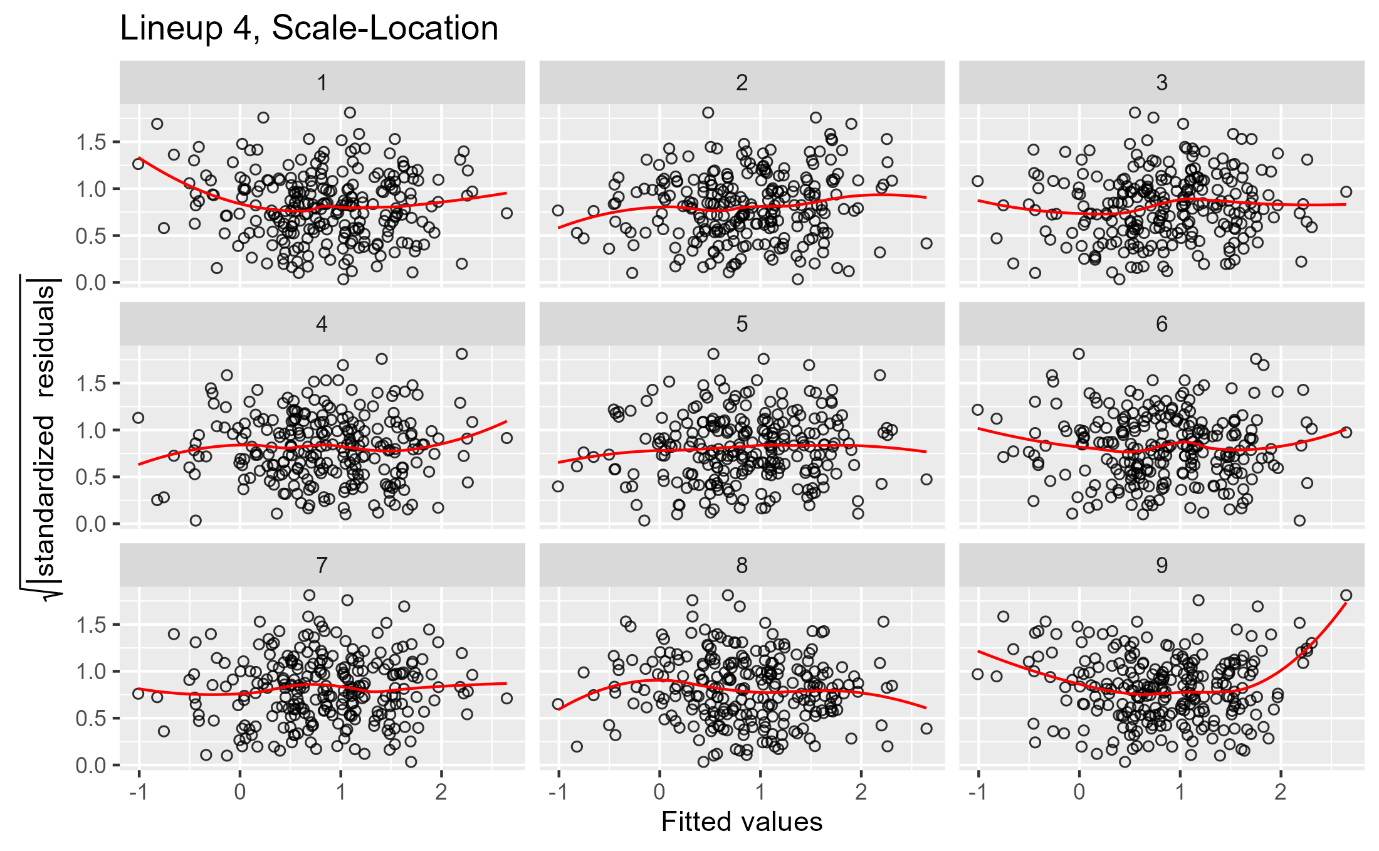 Lineup 4, Scale-Location
1 2 3
1.5
1.0
0.5
0.0
4 5 6
1.5
1.0
0.5
0.0
7 8 9
1.5
1.0
0.5
0.0
-1 0 1 2 -1 0 1 2 -1 0 1 2
Fitted values
√|standardized residuals|